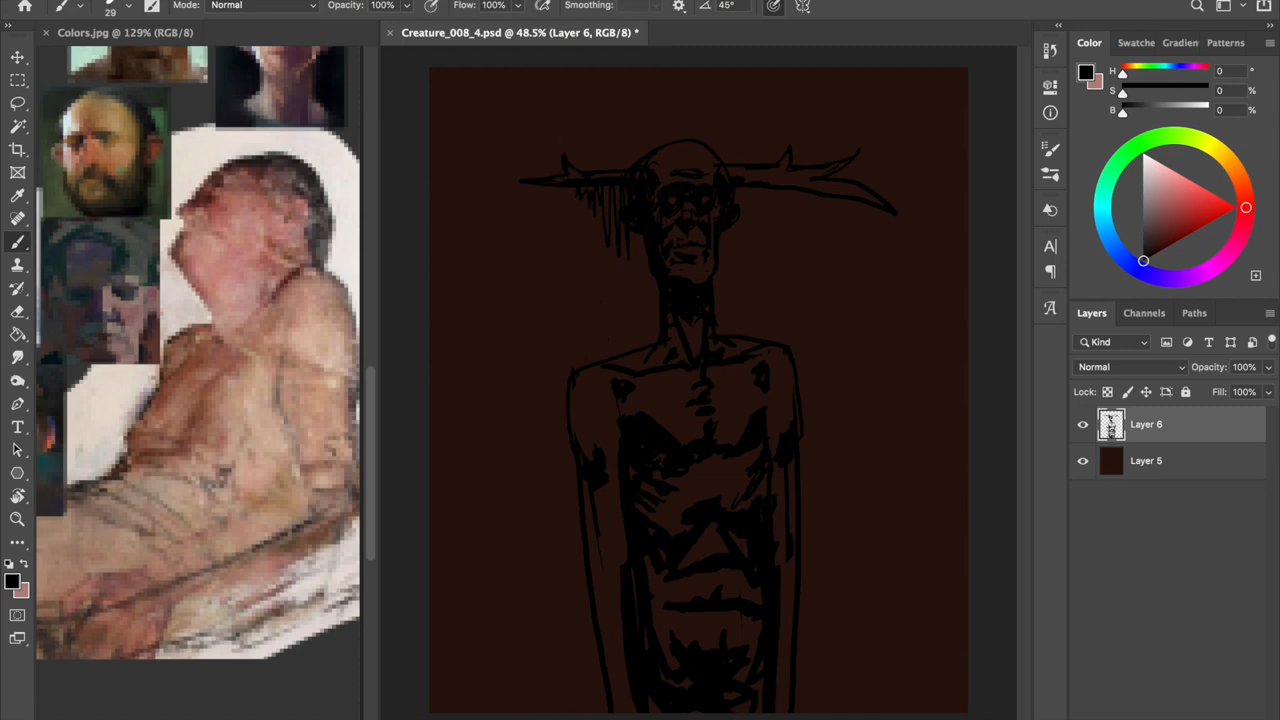 Mode: Normal Opacity: 100% Flow: 100% Smoothing: 45°
Colors.jpg @ 129% (RGB/8) Creature_008_4.psd @ 48.5% (Layer 6, RGB/8) *
29
Color Swatche Gradien Patterns
H 0 °
S 0 %
B 0 %
Layers Channels Paths
Kind
Normal Opacity: 100%
Lock: Fill: 100%
Layer 6
Layer 5